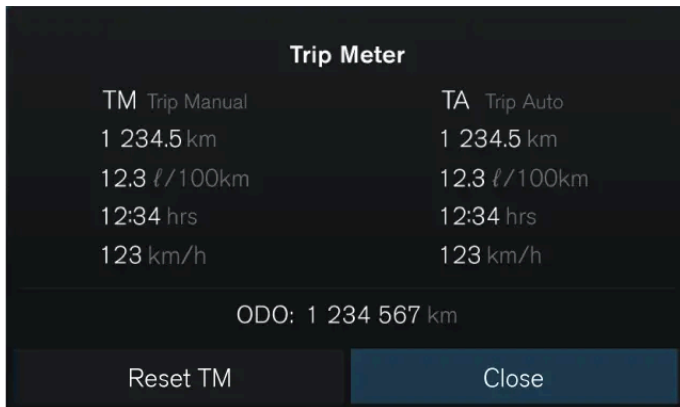 Trip Meter
TM Trip Manual
1 234.5 km
12.3 ℓ/100km
12:34 hrs
123 km/h
TA Trip Auto
1 234.5 km
12.3 ℓ/100km
12:34 hrs
123 km/h
ODO: 1 234 567 km
Reset TM
Close